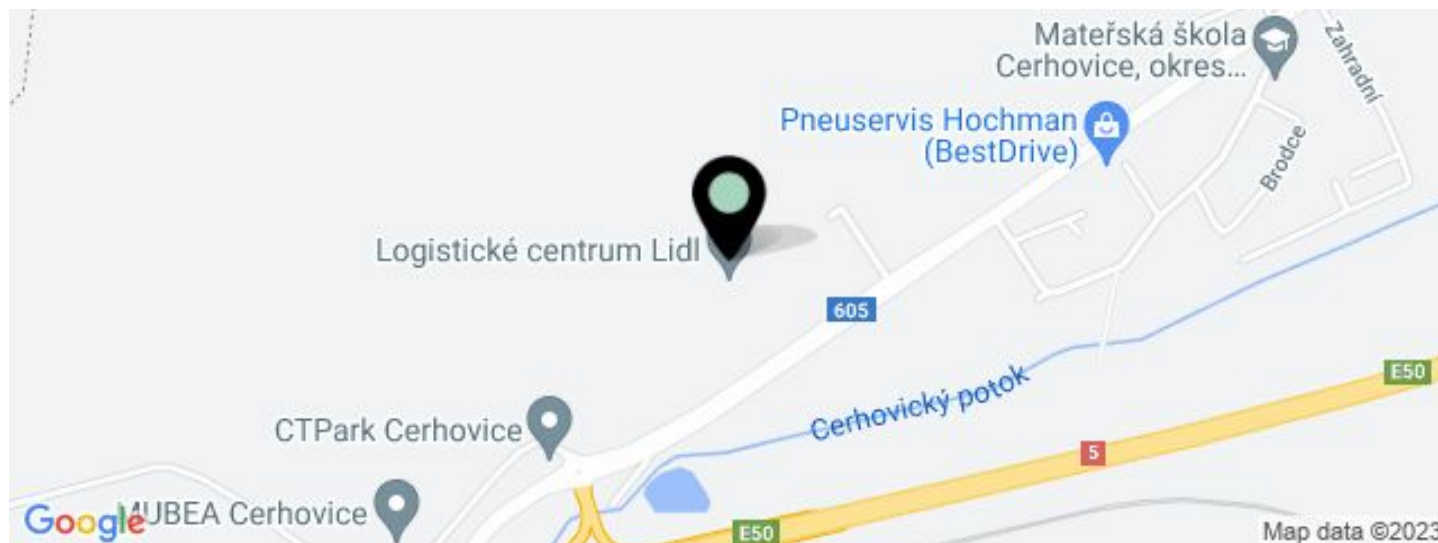 Mateřská škola
Cerhovice, okres...
Zahradní
Pneuservis Hochman
(BestDrive)
Brodce
Logistické centrum Lidl
605
Cerhovický potok
E50
CTPark Cerhovice
5
MUBEA Cerhovice
Google
E50
Map data ©2023